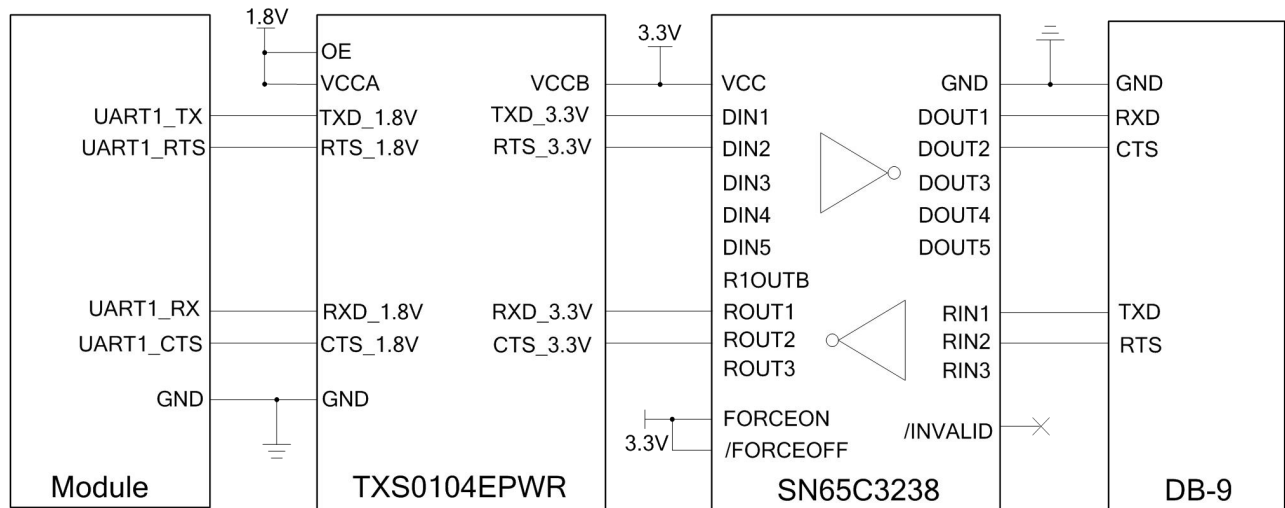 1.8V
OE
VCCA
UART1_TX
TXD_1.8V
UART1_RTS
RTS_1.8V
UART1_RX
RXD_1.8V
UART1_CTS
CTS_1.8V
GND
GND
Module
VCCB
TXD_3.3V
RTS_3.3V
RXD_3.3V
CTS_3.3V
TXS0104EPWR
3.3V
VCC
DIN1
DIN2
DIN3
DIN4
DIN5
R1OUTB
ROUT1
ROUT2
ROUT3
FORCEON
3.3V
/FORCEOFF
GND
DOUT1
DOUT2
DOUT3
DOUT4
DOUT5
RIN1
RIN2
RIN3
/INVALID
SN65C3238
GND
RXD
CTS
TXD
RTS
DB-9